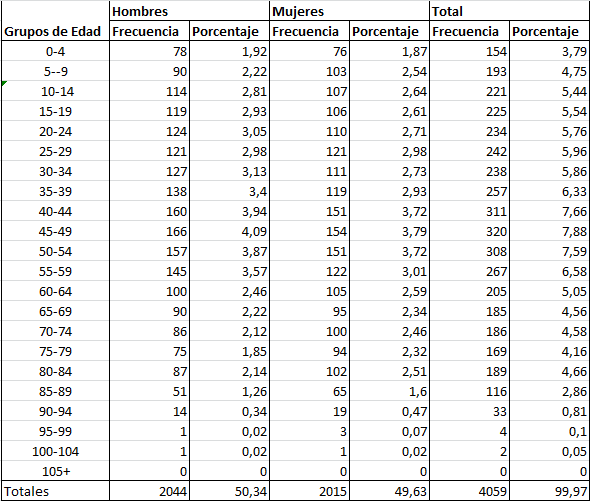 Hombres Mujeres Total
Grupos de Edad Frecuencia Porcentaje Frecuencia Porcentaje Frecuencia Porcentaje
0-4 78 1,92 76 1,87 154 3,79
5--9 90 2,22 103 2,54 193 4,75
10-14 114 2,81 107 2,64 221 5,44
15-19 119 2,93 106 2,61 225 5,54
20-24 124 3,05 110 2,71 234 5,76
25-29 121 2,98 121 2,98 242 5,96
30-34 127 3,13 111 2,73 238 5,86
35-39 138 3,4 119 2,93 257 6,33
40-44 160 3,94 151 3,72 311 7,66
45-49 166 4,09 154 3,79 320 7,88
50-54 157 3,87 151 3,72 308 7,59
55-59 145 3,57 122 3,01 267 6,58
60-64 100 2,46 105 2,59 205 5,05
65-69 90 2,22 95 2,34 185 4,56
70-74 86 2,12 100 2,46 186 4,58
75-79 75 1,85 94 2,32 169 4,16
80-84 87 2,14 102 2,51 189 4,66
85-89 51 1,26 65 1,6 116 2,86
90-94 14 0,34 19 0,47 33 0,81
95-99 1 0,02 3 0,07 4 0,1
100-104 1 0,02 1 0,02 2 0,05
105+ 0 0 0 0 0 0
Totales 2044 50,34 2015 49,63 4059 99,97